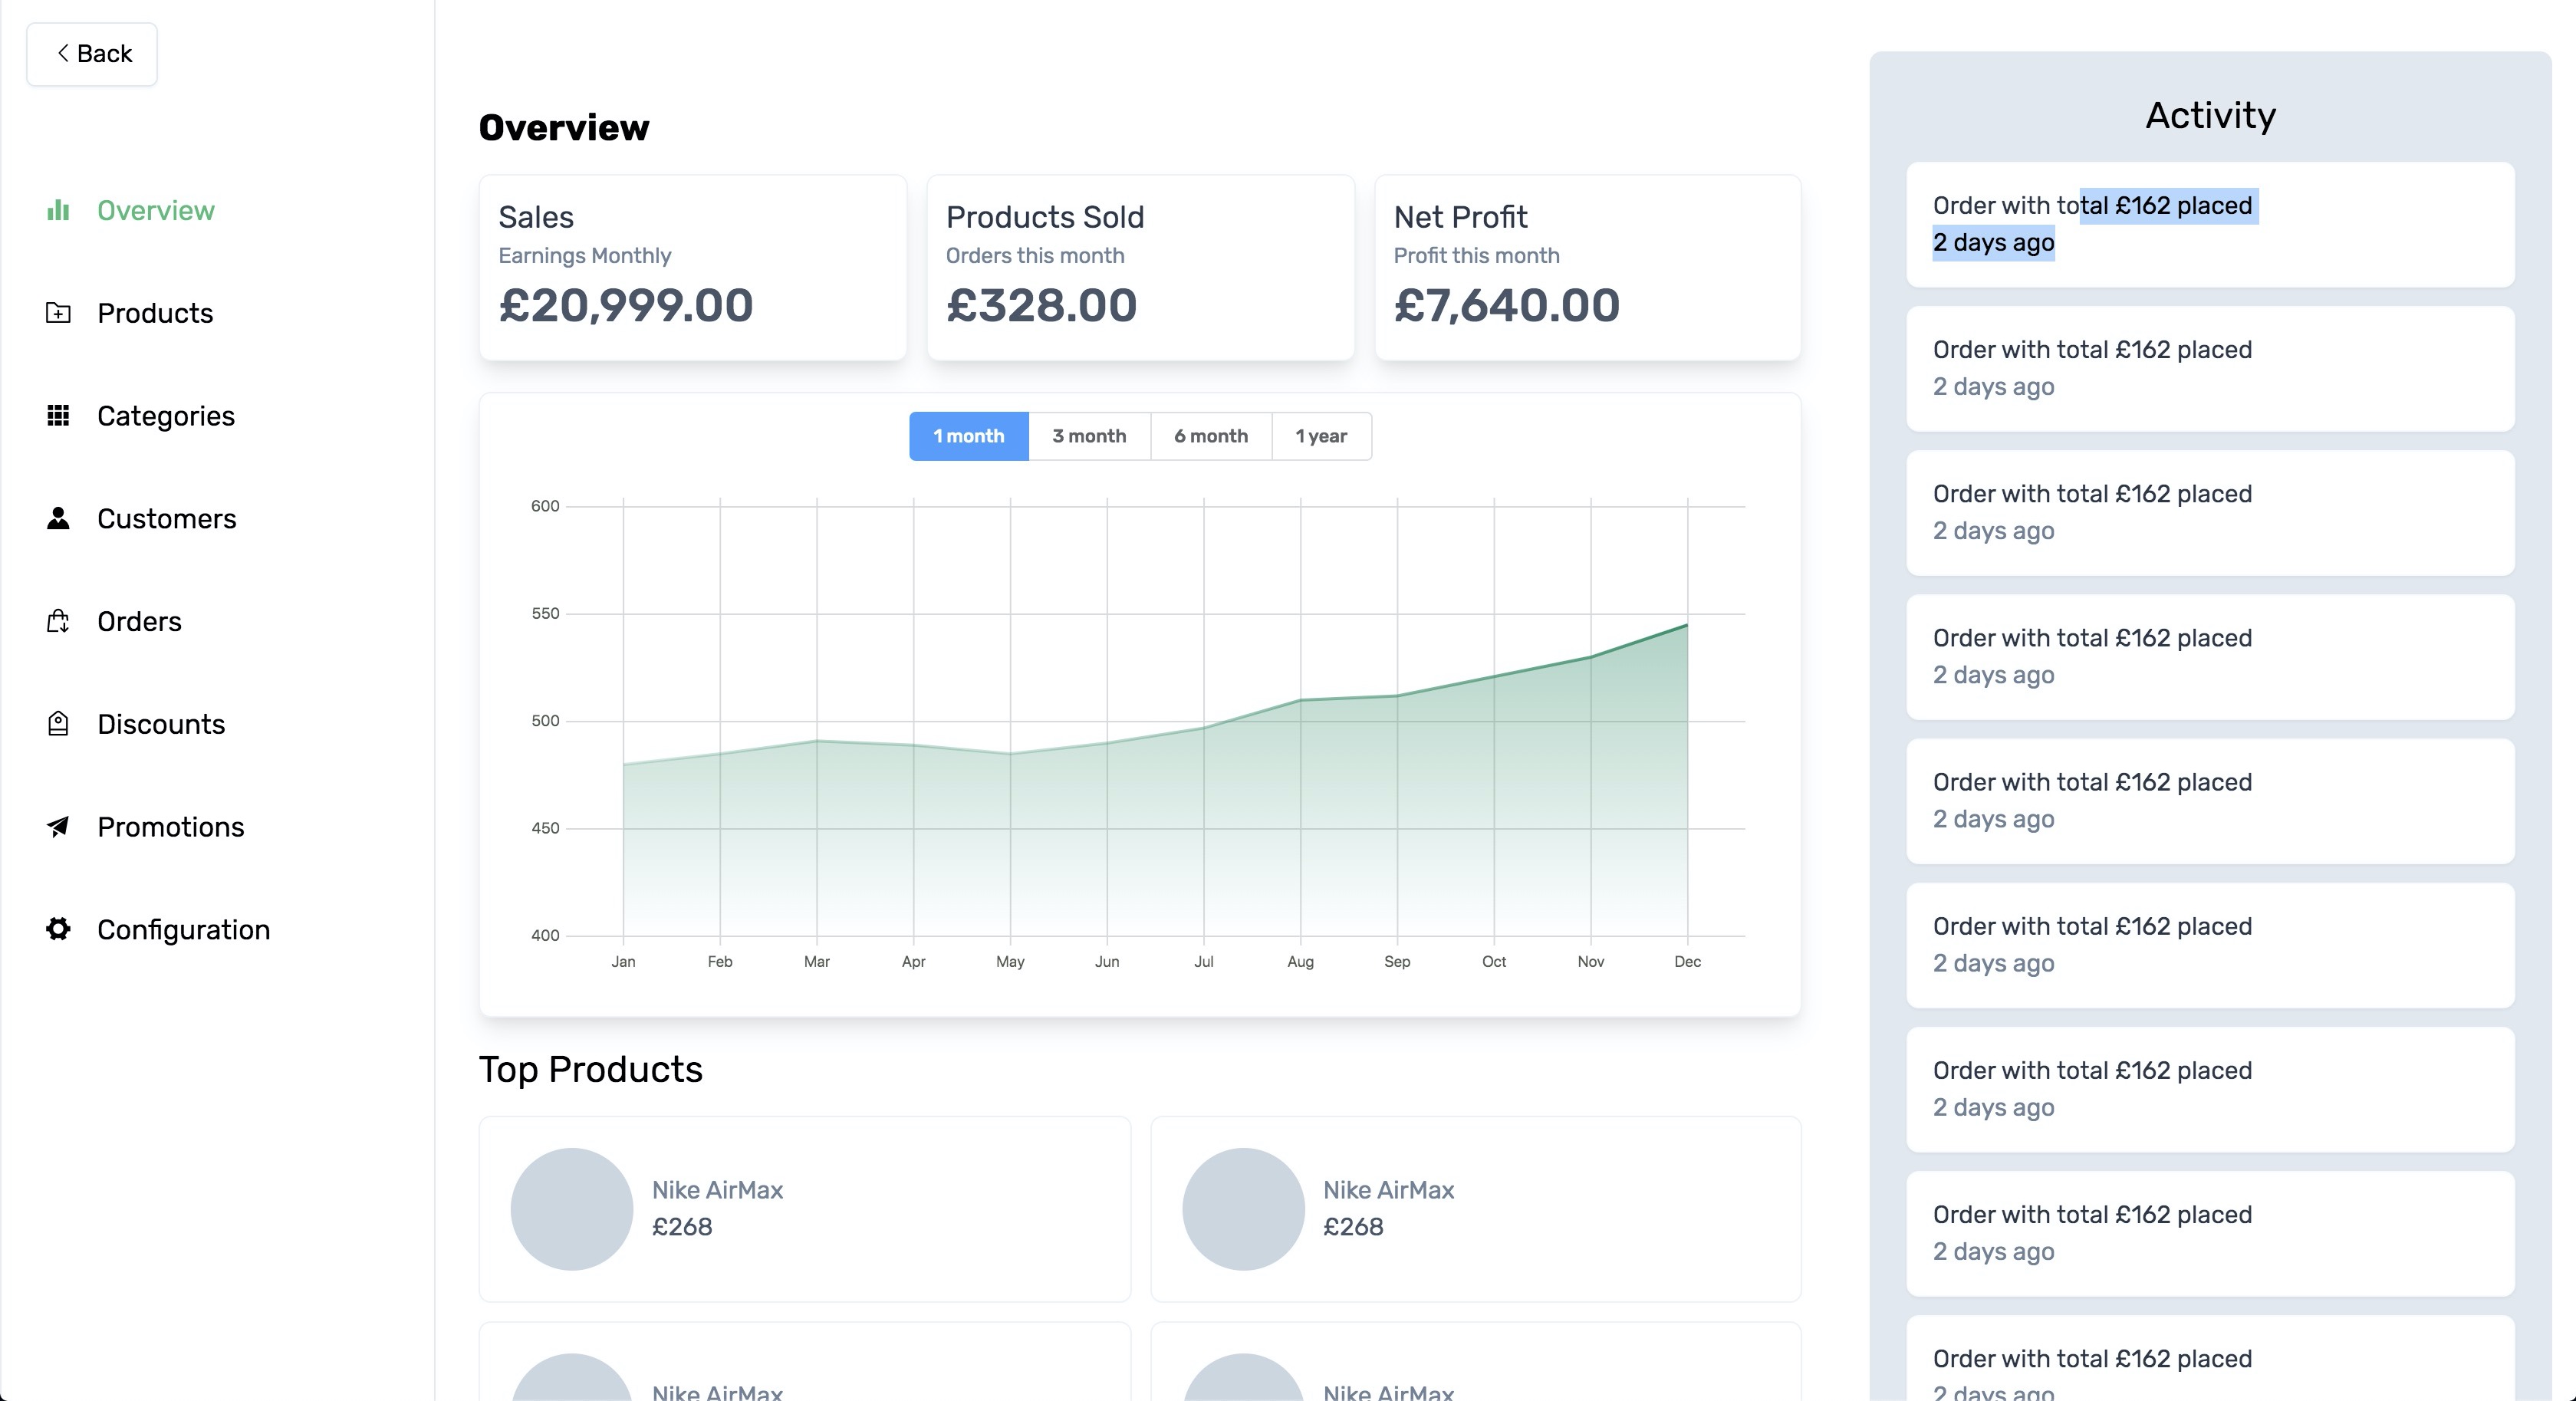 Back
Overview
Products
Categories
Customers
Orders
Discounts
Promotions
Configuration
Overview
Sales
Earnings Monthly
£20,999.00
Products Sold
Orders this month
£328.00
Net Profit
Profit this month
£7,640.00
1 month
3 month
6 month
1 year
600
550
500
450
400
Jan
Feb
Mar
Apr
May
Jun
Jul
Aug
Sep
Oct
Nov
Dec
Top Products
Nike AirMax
£268
Nike AirMax
£268
Nike AirMax
Nike AirMax
Activity
Order with total £162 placed
2 days ago
Order with total £162 placed
2 days ago
Order with total £162 placed
2 days ago
Order with total £162 placed
2 days ago
Order with total £162 placed
2 days ago
Order with total £162 placed
2 days ago
Order with total £162 placed
2 days ago
Order with total £162 placed
2 days ago
Order with total £162 placed
2 days ago